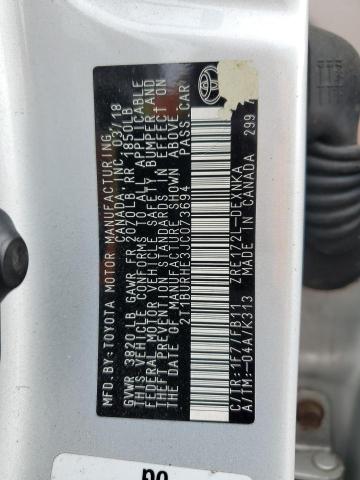 MFD.BY:TOYOTA MOTOR MANUFACTURING,
CANADA INC. 03/18
GVWR 3820LB GAWR FR 2070LB RR 1850LB
THIS VEHICLE CONFORMS TO ALL APPLICABLE
FEDERAL MOTOR VEHICLE SAFETY, BUMPER AND
THEFT PREVENTION STANDARDS IN EFFECT ON
THE DATE OF MANUFACTURE SHOWN ABOVE.
2T1BURHE3JC073694 PASS.CAR
C/TR:1F7/FB11 ZRE172L-DEXNKA
A/TM:-04A/K313 MADE IN CANADA 299